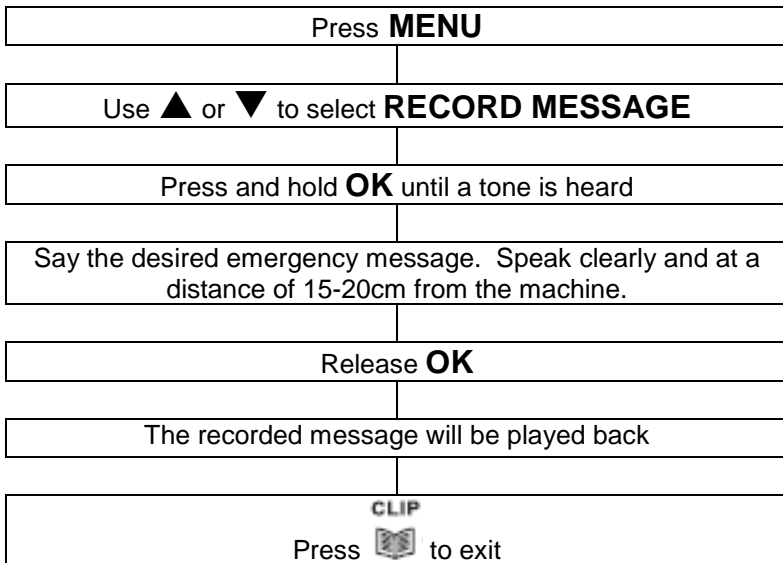 Press MENU
Use ▲ or ▼ to select RECORD MESSAGE
Press and hold OK until a tone is heard
Say the desired emergency message. Speak clearly and at a
distance of 15-20cm from the machine.
Release OK
The recorded message will be played back
CLIP
Press to exit